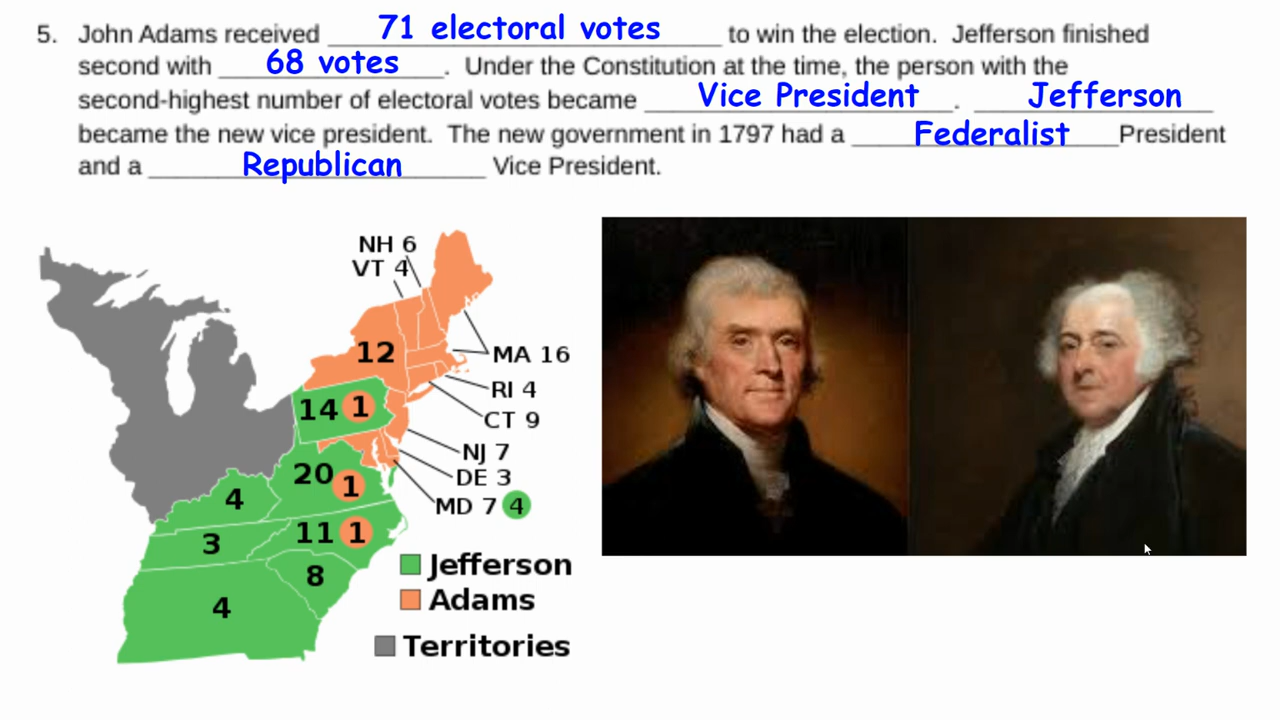 5. John Adams received 71 electoral votes to win the election. Jefferson finished
second with 68 votes. Under the Constitution at the time, the person with the
second-highest number of electoral votes became Vice President. Jefferson
became the new vice president. The new government in 1797 had a Federalist President
and a Republican Vice President.
NH 6
VT 4
12
MA 16
RI 4
14 1
CT 9
NJ 7
20 1
DE 3
4
MD 7 4
3
11 1
8
Jefferson
4
Adams
Territories